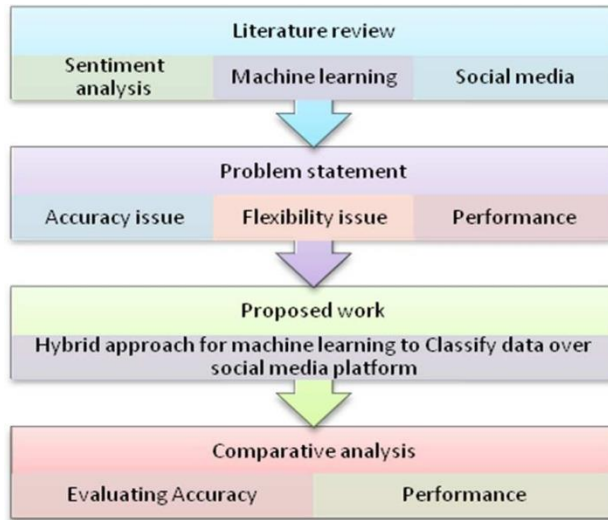 Literature review
Sentiment analysis
Machine learning
Social media
Problem statement
Accuracy issue
Flexibility issue
Performance
Proposed work
Hybrid approach for machine learning to Classify data over
social media platform
Comparative analysis
Evaluating Accuracy
Performance